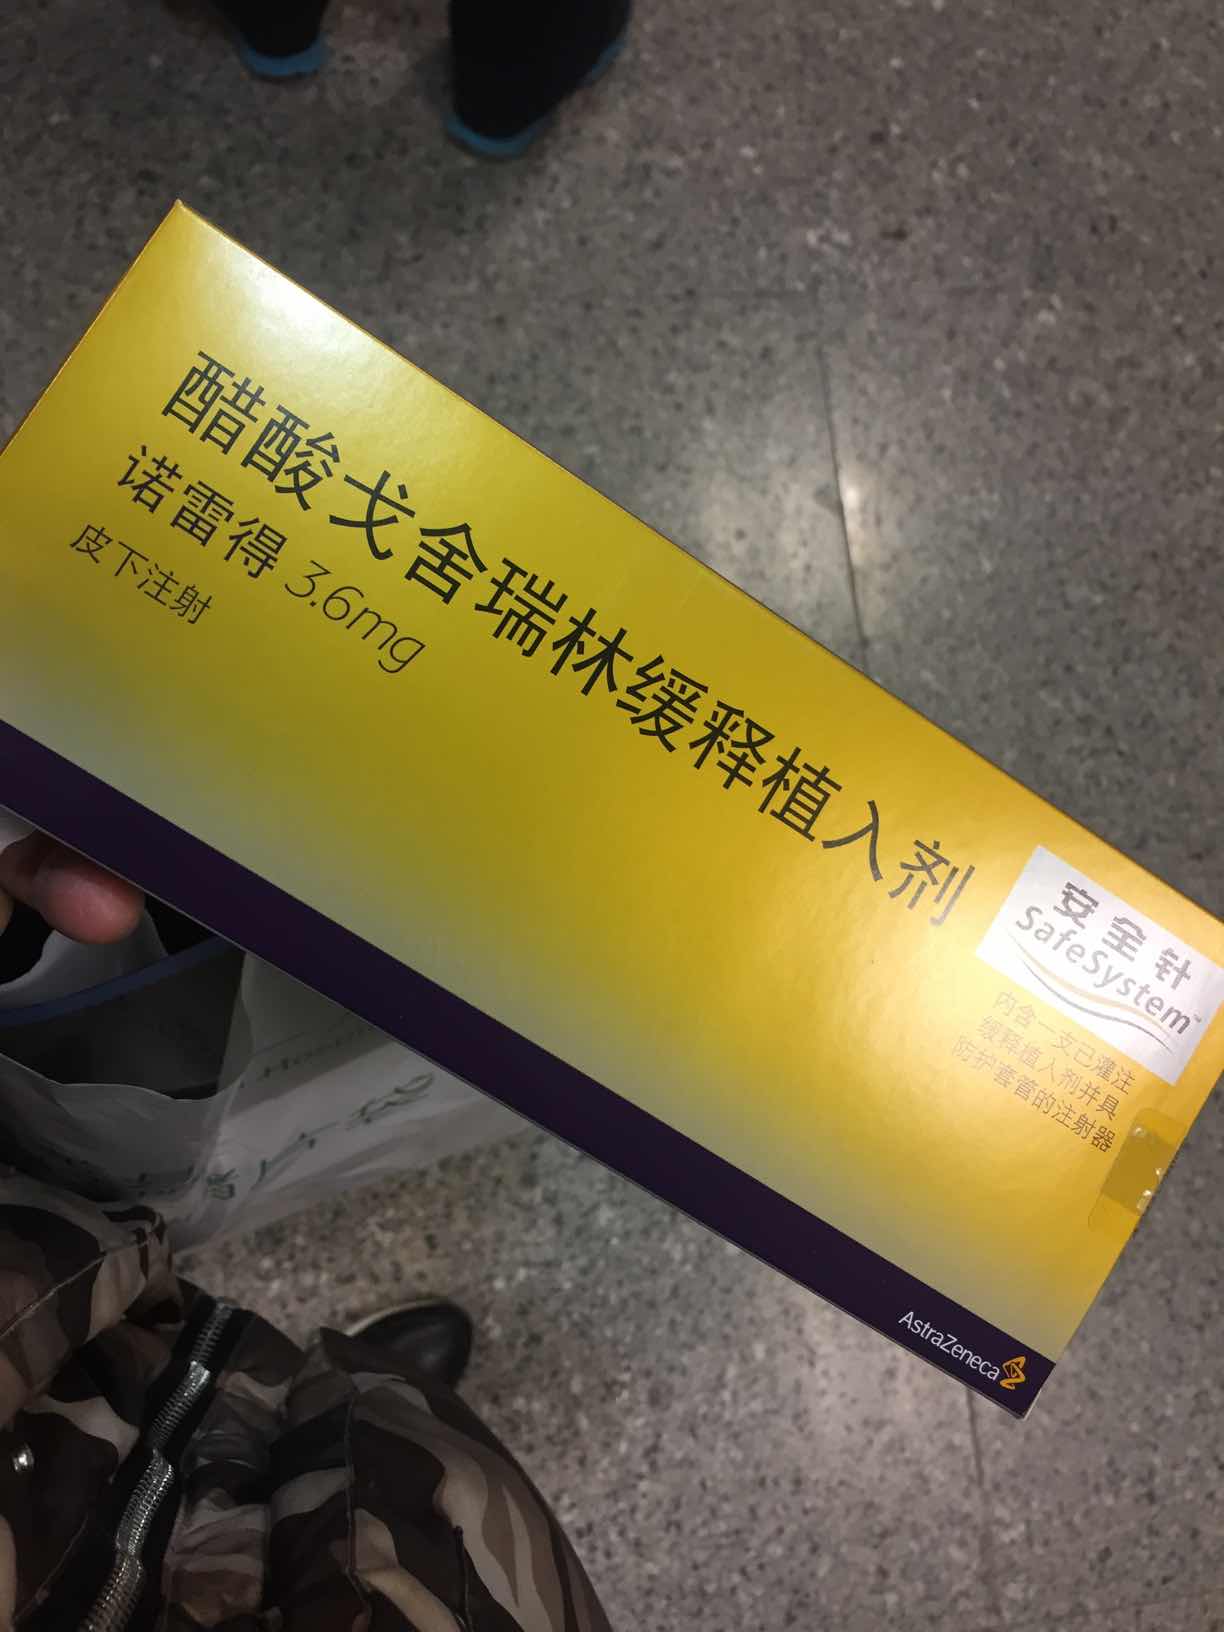 醋酸戈舍瑞林缓释植入剂
诺雷得 3.6mg
皮下注射
安全针
SafeSystem™
内含一支已灌注
缓释植入剂并具
防护套管的注射器
AstraZeneca